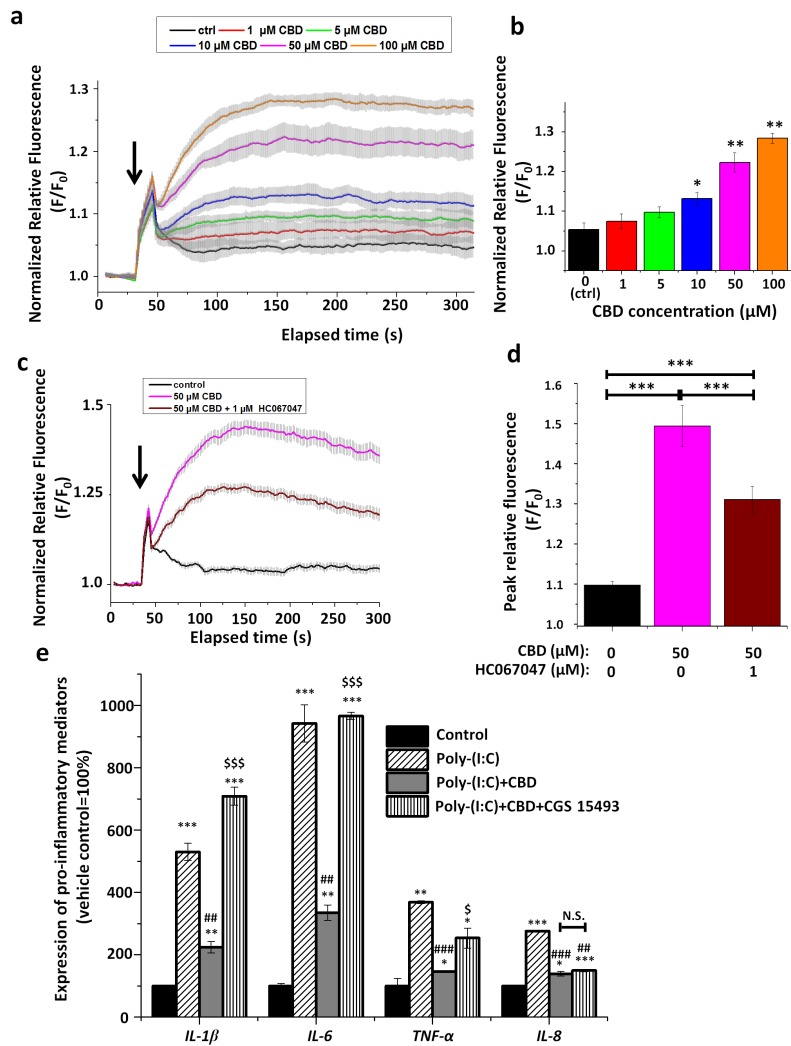 a
ctrl 1 μM CBD 5 μM CBD
10 μM CBD 50 μM CBD 100 μM CBD
Normalized Relative Fluorescence
(F/F0)
1.3
1.2
1.1
1.0
0 50 100 150 200 250 300
Elapsed time (s)
b
Normalized Relative Fluorescence
(F/F0)
1.3
1.2
1.1
1.0
* ** **
0 1 5 10 50 100
(ctrl)
CBD concentration (μM)
c
control
50 μM CBD
50 μM CBD + 1 μM HC067047
Normalized Relative Fluorescence
(F/F0)
1.5
1.25
1.0
0 50 100 150 200 250 300
Elapsed time (s)
d
***
*** ***
Peak relative fluorescence
(F/F0)
1.6
1.5
1.4
1.3
1.2
1.1
1.0
CBD (μM): 0 50 50
HC067047 (μM): 0 0 1
e
Expression of pro-inflammatory mediators
(vehicle control=100%)
1000
800
600
400
200
0
Control
Poly-(I:C)
Poly-(I:C)+CBD
Poly-(I:C)+CBD+CGS 15493
***
##
**
$$$
***
***
##
**
$$$
***
**
###
*
$
*
***
###
*
N.S.
##
***
IL-1β IL-6 TNF-α IL-8